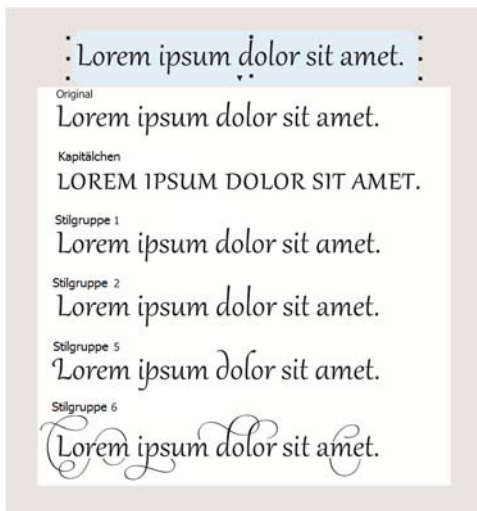 Lorem ipsum dolor sit amet.
Original
Lorem ipsum dolor sit amet.
Kapitälchen
LOREM IPSUM DOLOR SIT AMET.
Stilgruppe 1
Lorem ipsum dolor sit amet.
Stilgruppe 2
Lorem ipsum dolor sit amet.
Stilgruppe 5
Lorem ipsum dolor sit amet.
Stilgruppe 6
Lorem ipsum dolor sit amet.